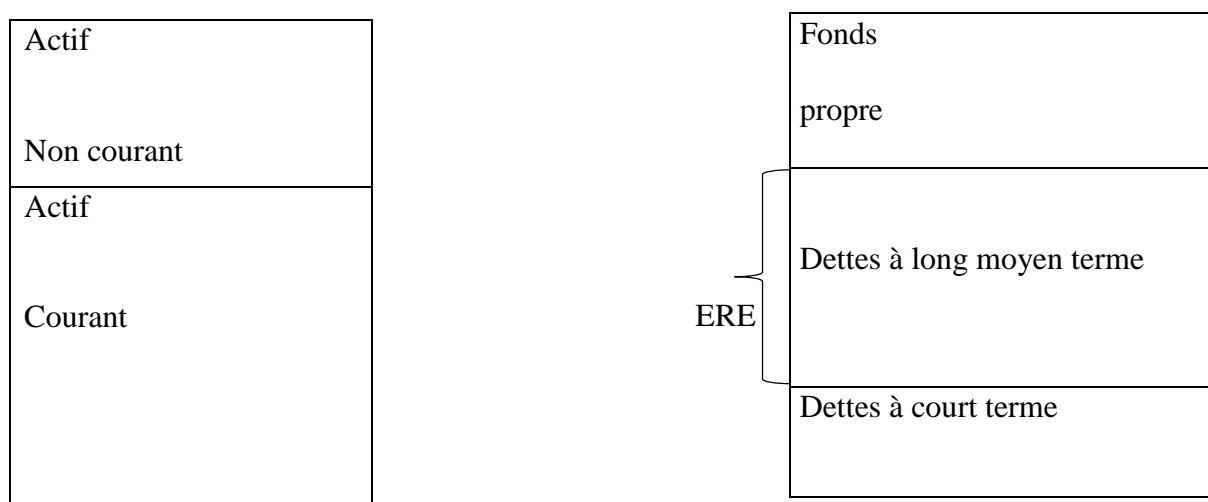 Actif
Non courant
Actif
Courant
Fonds
propre
Dettes à long moyen terme
ERE
Dettes à court terme